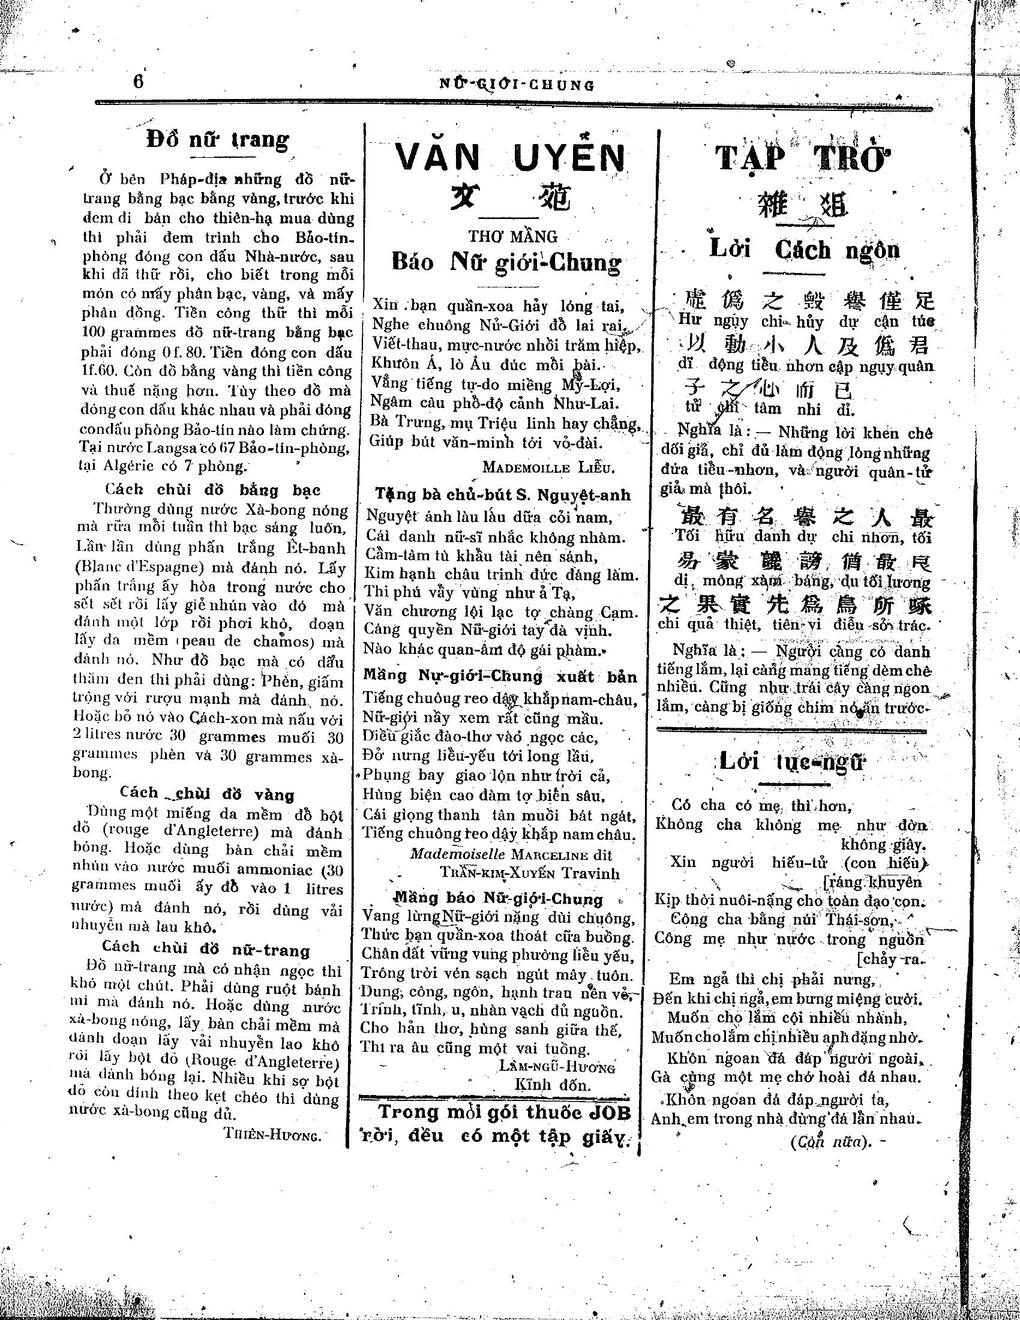 6
NỮ-GIỚI-CHUNG
Đồ nữ trang
Ở bên Pháp-địa những đồ nữ-
trang bằng bạc bằng vàng, trước khi
đem đi bán cho thiên-hạ mua dùng
thì phải đem trình cho Bảo-tín-
phòng đóng con dấu Nhà-nước, sau
khi đã thử rồi, cho biết trong mỗi
món có mấy phân bạc, vàng, và mấy
phân đồng. Tiền công thử thì mỗi
100 grammes đồ nữ-trang bằng bạc
phải đóng 0f.80. Tiền đóng con dấu
1f.60. Còn đồ bằng vàng thì tiền công
và thuế nặng hơn. Tùy theo đồ mà
đóng con dấu khác nhau và phải đóng
con dấu phòng Bảo-tín nào làm chứng.
Tại nước Langsa có 67 Bảo-tín-phòng,
tại Algérie có 7 phòng.
Cách chùi đồ bằng bạc
Thường dùng nước Xà-bong nóng
mà rửa mỗi tuần thì bạc sáng luôn,
Lần lần dùng phấn trắng Êt-banh
(Blanc d'Espagne) mà đánh nó. Lấy
phấn trắng ấy hòa trong nước cho
sết sết rồi lấy giẻ nhún vào đó mà
đánh một lớp rồi phơi khô, đoạn
lấy da mềm (peau de chamos) mà
đánh nó. Như đồ bạc mà có dấu
thâm đen thì phải dùng: Phèn, giấm
trộng với rượu mạnh mà đánh nó.
Hoặc bỏ nó vào Cách-xon mà nấu với
2 litres nước 30 grammes muối 30
grammes phèn và 30 grammes xà-
bong.
Cách chùi đồ vàng
Dùng một miếng da mềm đồ bột
đỏ (rouge d'Angleterre) mà đánh
bóng. Hoặc dùng bàn chải mềm
nhún vào nước muối ammoniac (30
grammes muối ấy đồ vào 1 litres
nước) mà đánh nó, rồi dùng vải
nhuyễn mà lau khô.
Cách chùi đồ nữ-trang
Đồ nữ-trang mà có nhận ngọc thì
khó một chút. Phải dùng ruột bánh
mì mà đánh nó. Hoặc dùng nước
xà-bong nóng, lấy bàn chải mềm mà
đánh đoạn lấy vải nhuyễn lao khô
rồi lấy bột đỏ (Rouge d'Angleterre)
mà đánh bóng lại. Nhiều khi sợ bột
đỏ còn dính theo kẹt chéo thì dùng
nước xà-bong cũng đủ.
THIÊN-HƯƠNG.
VĂN UYỂN
文 苑
THƠ MẦNG
Báo Nữ giới-Chung
Xin bạn quần-xoa hảy lóng tai,
Nghe chuông Nử-Giới đổ lai rai,
Viết-thau, mực-nước nhồi trăm hiệp,
Khuôn Á, lò Âu đúc mỗi bài.
Vẳng tiếng tự-do miềng Mỹ-Lợi,
Ngâm câu phổ-độ cảnh Như-Lai.
Bà Trưng, mụ Triệu linh hay chẳng,
Giúp bút văn-minh tới vỏ-đài.
MADEMOILLE LIỄU.
Tặng bà chủ-bút S. Nguyệt-anh
Nguyệt ánh làu làu dữa cỏi nam,
Cái danh nữ-sĩ nhắc không nhàm.
Cầm-tâm tú khẩu tài nên sánh,
Kim hạnh châu trinh đức đáng làm.
Thi phú vầy vùng như ả Tạ,
Văn chương lội lạc tợ chàng Cam.
Cáng quyền Nữ-giới tay đà vịnh.
Nào khác quan-âm độ gái phàm.
Mầng Nự-giới-Chung xuất bản
Tiếng chuông reo dậy khắp nam-châu,
Nữ-giới nầy xem rất cũng mầu.
Điều giắc đào-thơ vào ngọc các,
Đở nưng liễu-yếu tới long lầu,
Phụng bay giao lộn như trời cả,
Hùng biện cao đàm tợ biển sâu.
Cái giọng thanh tân muồi bát ngát,
Tiếng chuông reo dậy khắp nam châu.
Mademoiselle MARCELINE dit
TRẦN-KIM-XUYẾN Travinh
Mầng báo Nữ-giới-Chung
Vang lừng Nữ-giới nặng dùi chuông,
Thức bạn quần-xoa thoát cữa buồng.
Chân đất vững vung phường liễu yếu,
Trông trời vén sạch ngút mây tuôn.
Dung, công, ngôn, hạnh trau nên vẻ,
Trinh, tĩnh, u, nhàn vạch đủ nguồn.
Cho hản thơ, hùng sanh giữa thế,
Thì ra âu cũng một vai tuồng.
LÂM-NGŨ-HƯƠNG
Kĩnh đốn.
Trong mỗi gói thuốc JOB
rời, đều có một tập giấy.
TẠP TRỞ
雜 俎
Lời Cách ngôn
虛 僞 之 毀 譽 僅 足
Hư ngụy chi hủy dự cận túc
以 動 小 人 及 僞 君
dĩ động tiểu nhơn cập ngụy quân
子 之 心 而 已
tử chi tâm nhi dĩ.
Nghĩa là : — Những lời khen chê
dối giả, chỉ đủ làm động lòng những
đứa tiểu-nhơn, và người quân-tử
giả mà thôi.
最 有 名 譽 之 人 最
Tối hữu danh dự chi nhơn, tối
易 蒙 讒 謗 猶 最 良
dị mông xàm báng, du tối lương
之 果 實 先 爲 鳥 所 啄
chi quả thiệt, tiên vi điễu sở trác.
Nghĩa là : — Người càng có danh
tiếng lắm, lại càng mang tiếng dèm chê
nhiều. Cũng như trái cây càng ngon
lắm, càng bị giống chim nó ăn trước.
Lời tục-ngữ
Có cha có mẹ thì hơn,
Không cha không mẹ như đờn
không giây.
Xin người hiếu-tử (con hiếu)
[ráng khuyên
Kịp thời nuôi-nặng cho toàn đạo con.
Công cha bằng núi Thái-sơn,
Công mẹ như nước trong nguồn
[chảy ra.
Em ngả thì chị phải nưng,
Đến khi chị ngả, em bưng miệng cười.
Muốn cho lắm cội nhiều nhành,
Muốn cho lắm chị nhiều anh dặng nhờ.
Khôn ngoan đá đáp người ngoài,
Gà cùng một mẹ chớ hoài đá nhau.
Khôn ngoan đá đáp người ta,
Anh em trong nhà đừng đá lẫn nhau.
(Còn nữa).